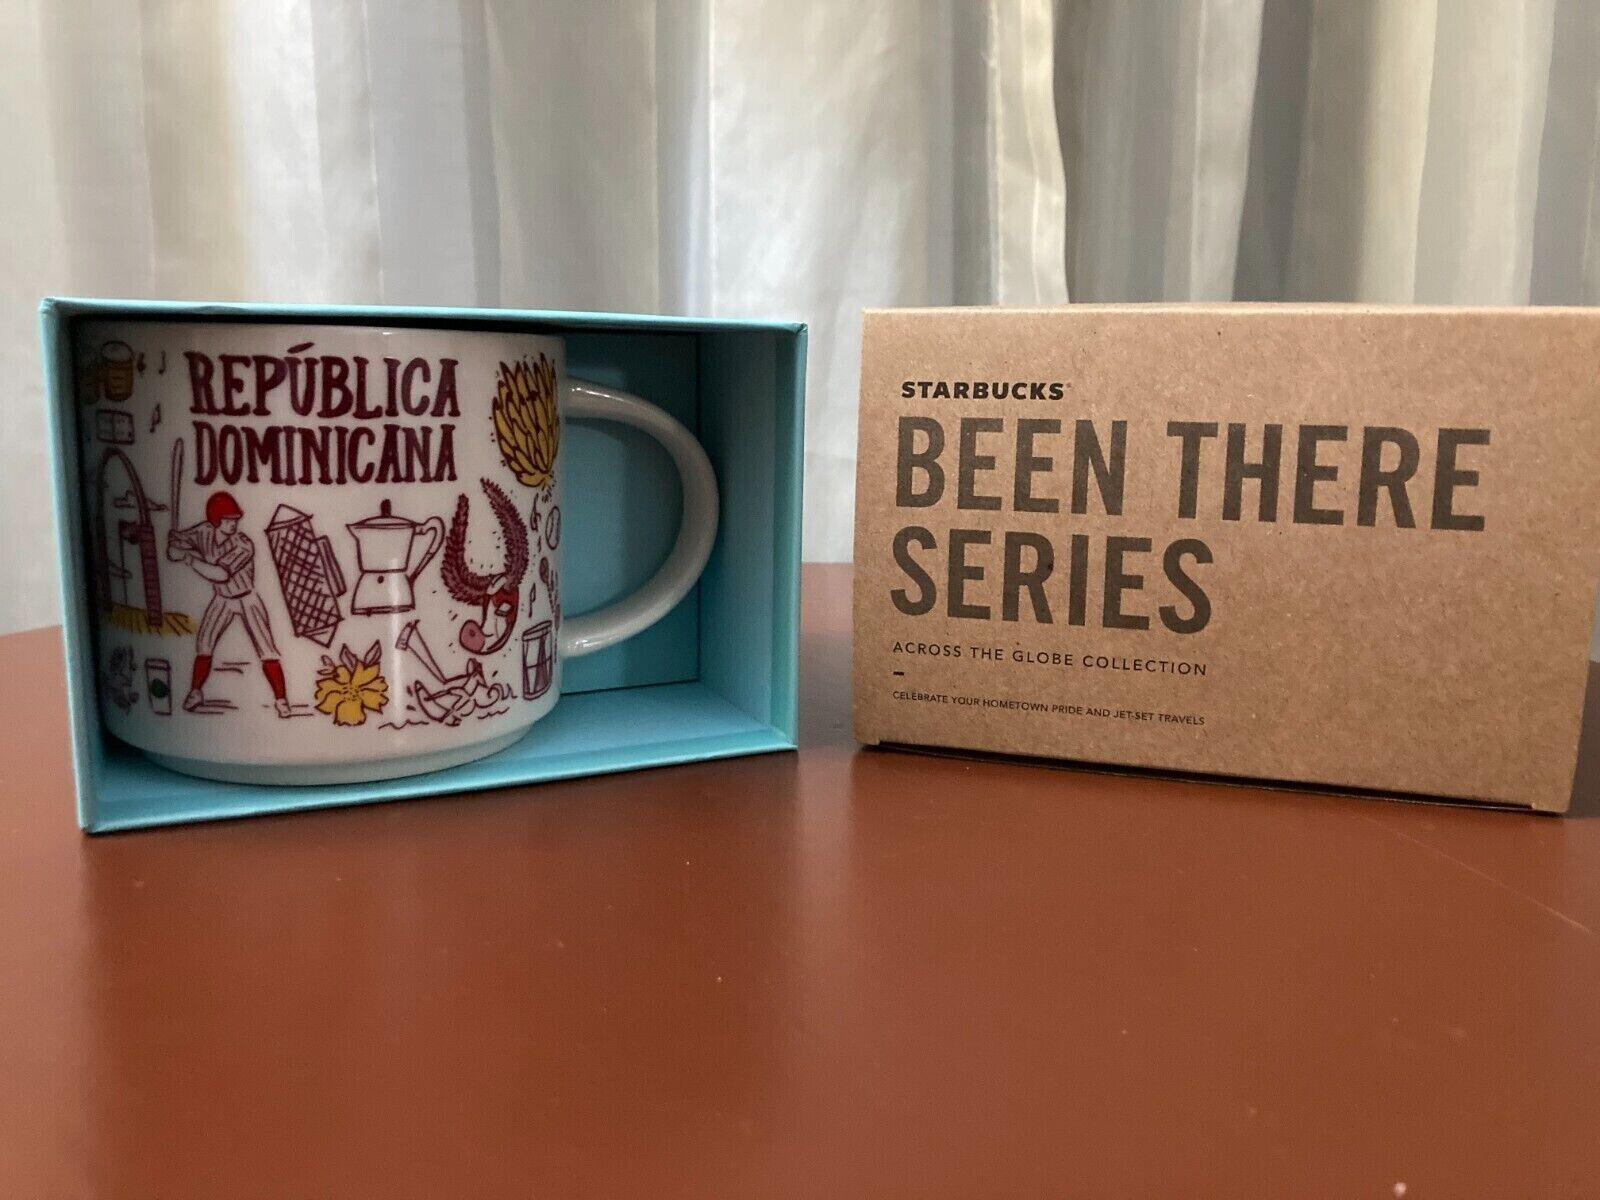 REPÚBLICA
DOMINICANA
STARBUCKS®
BEEN THERE
SERIES
ACROSS THE GLOBE COLLECTION
CELEBRATE YOUR HOMETOWN PRIDE AND JET-SET TRAVELS